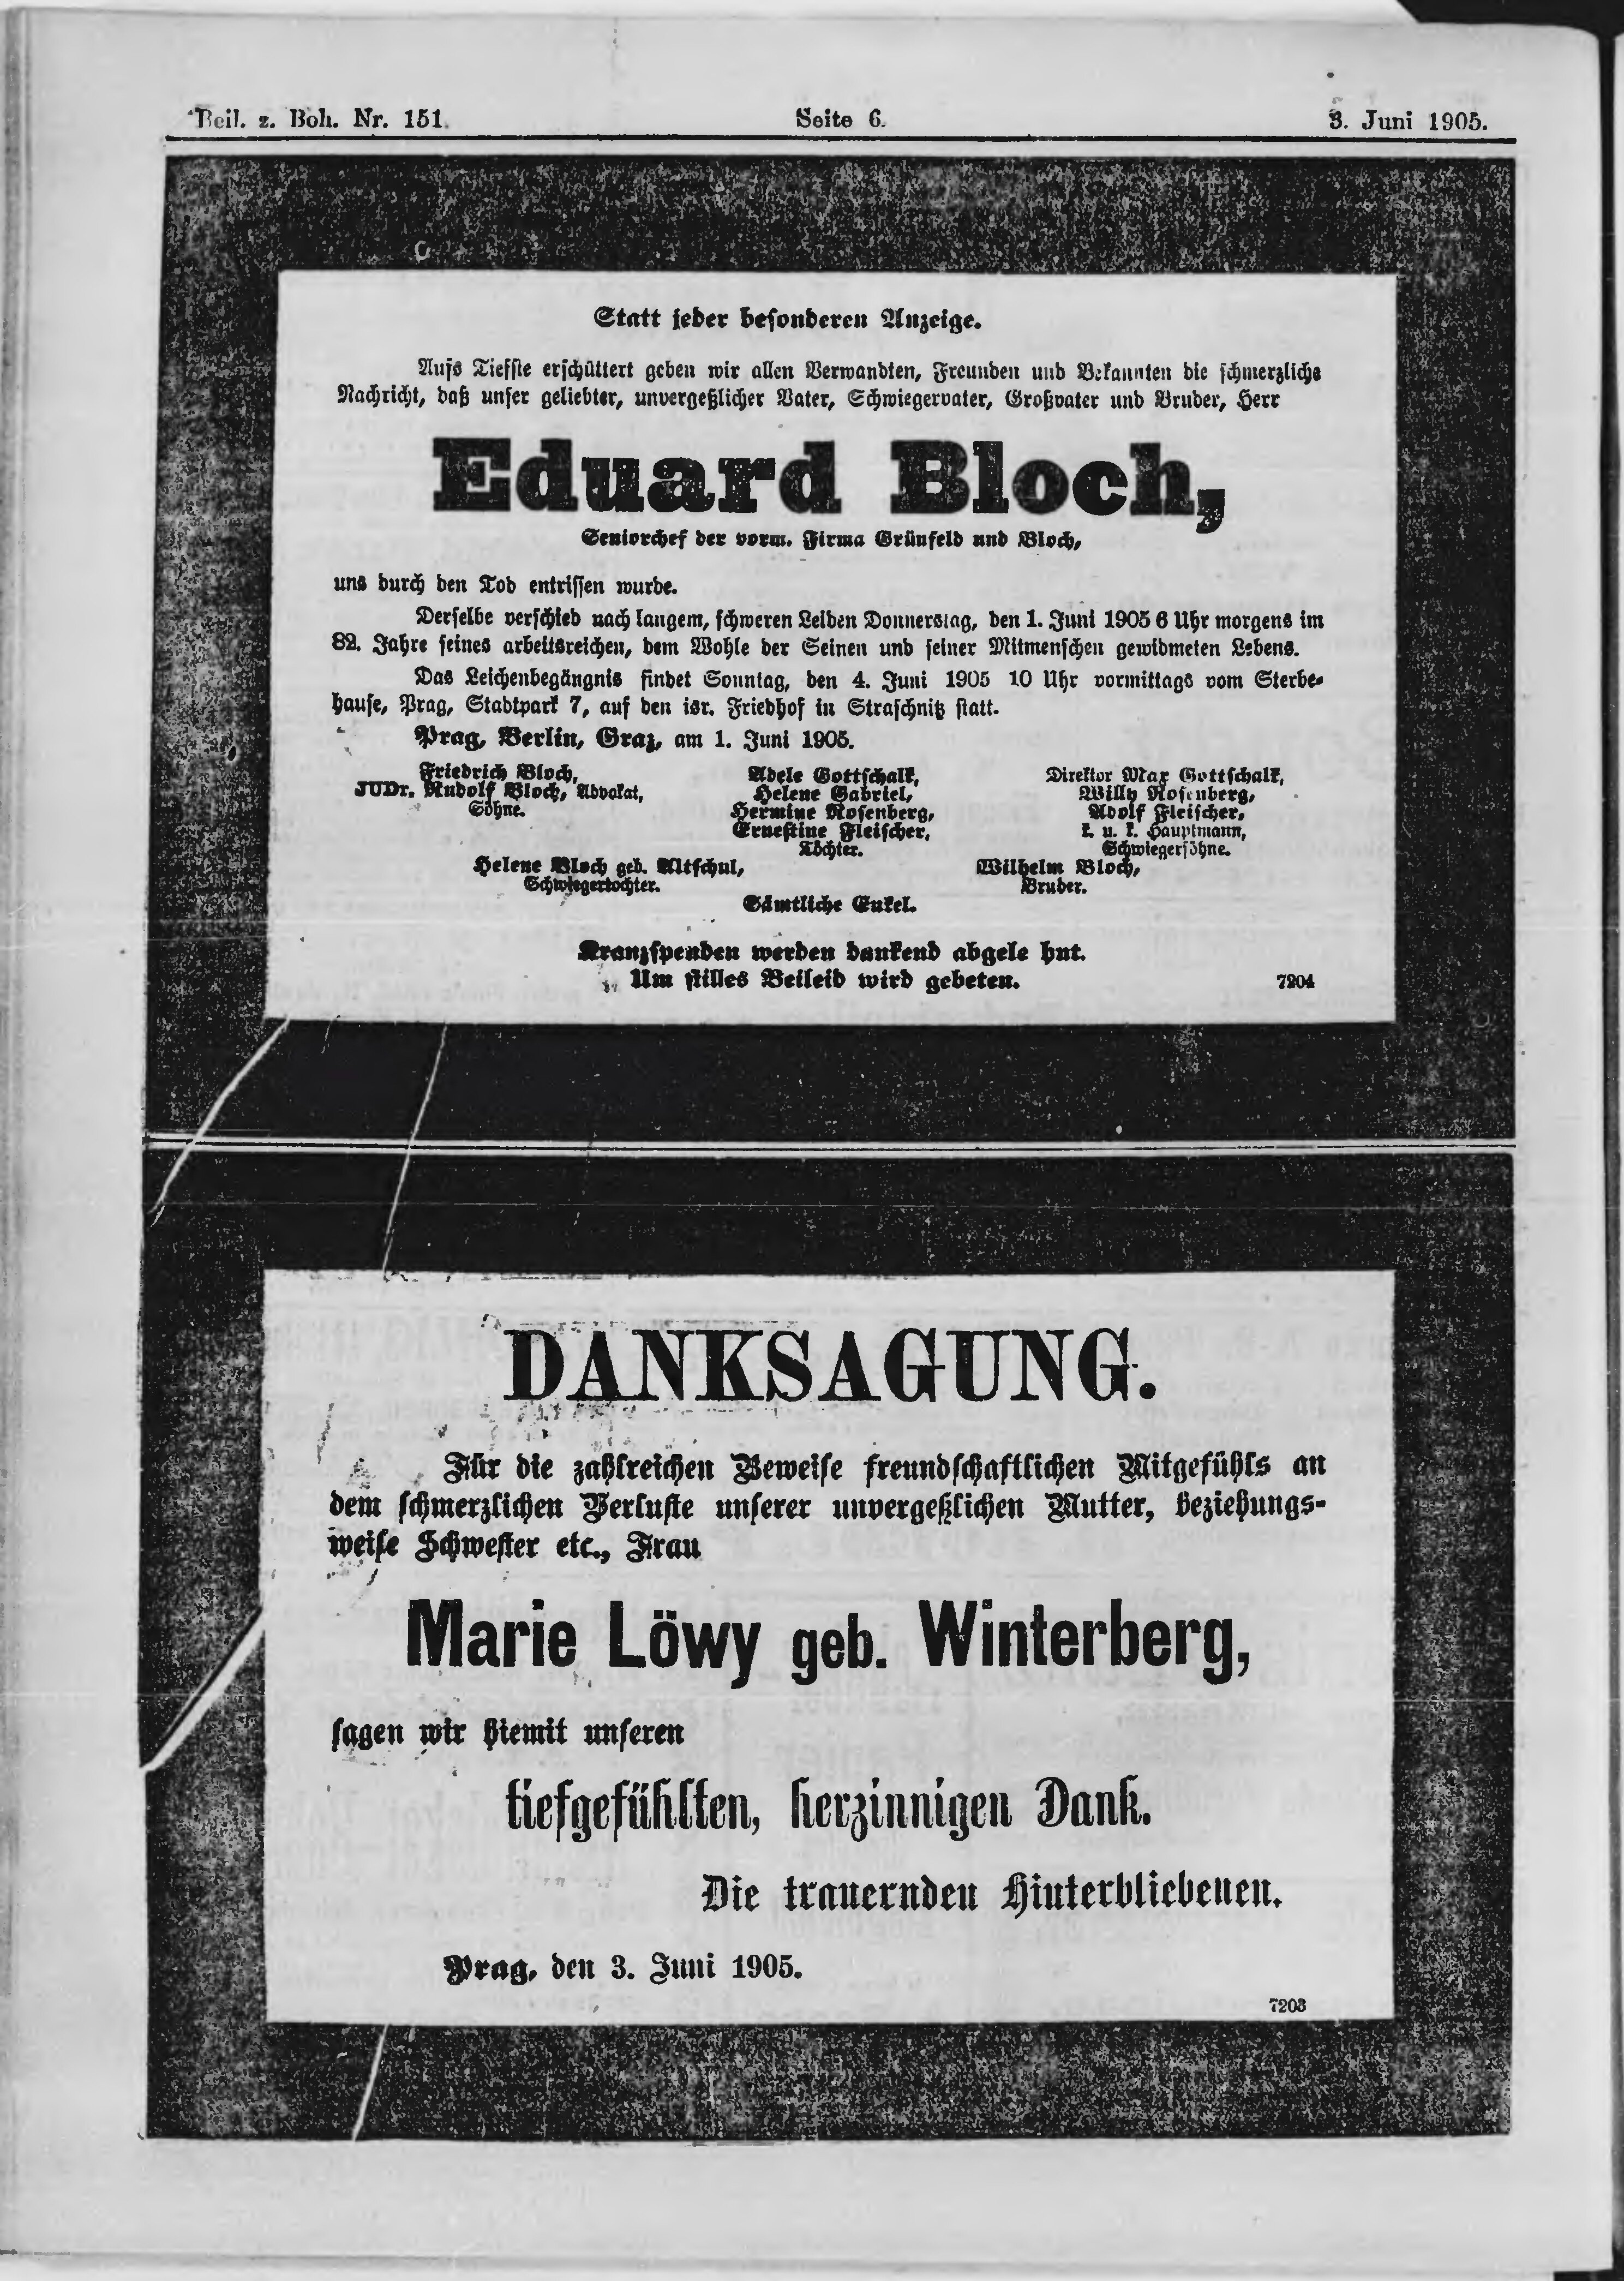 Beil. z. Boh. Nr. 151.
Seite 6.
3. Juni 1905.
Statt jeder besonderen Anzeige.
Aufs Tiefste erschüttert geben wir allen Verwandten, Freunden und Bekannten die schmerzliche
Nachricht, daß unser geliebter, unvergeßlicher Vater, Schwiegervater, Großvater und Bruder, Herr
Eduard Bloch,
Seniorchef der vorm. Firma Grünfeld und Bloch,
uns durch den Tod entrissen wurde.
Derselbe verschied nach langem, schweren Leiden Donnerstag, den 1. Juni 1905 6 Uhr morgens im
82. Jahre seines arbeitsreichen, dem Wohle der Seinen und seiner Mitmenschen gewidmeten Lebens.
Das Leichenbegängnis findet Sonntag, den 4. Juni 1905 10 Uhr vormittags vom Sterbe-
hause, Prag, Stadtpark 7, auf den isr. Friedhof in Straschnitz statt.
Prag, Berlin, Graz, am 1. Juni 1905.
Friedrich Bloch,
JUDr. Rudolf Bloch, Advokat,
Söhne.
Adele Gottschalk,
Helene Gabriel,
Hermine Rosenberg,
Ernestine Fleischer,
Töchter.
Direktor Max Gottschalk,
Willy Rosenberg,
Adolf Fleischer,
k. u. k. Hauptmann,
Schwiegersöhne.
Helene Bloch geb. Altschul,
Schwiegertochter.
Wilhelm Bloch,
Bruder.
Sämtliche Enkel.
Kranzspenden werden dankend abgele hnt.
Um stilles Beileid wird gebeten.
7204
DANKSAGUNG.
Für die zahlreichen Beweise freundschaftlichen Mitgefühls an
dem schmerzlichen Verluste unserer unvergeßlichen Mutter, beziehungs-
weise Schwester etc., Frau
Marie Löwy geb. Winterberg,
sagen wir hiemit unseren
tiefgefühlten, herzinnigen Dank.
Die trauernden Hinterbliebenen.
Prag, den 3. Juni 1905.
7203